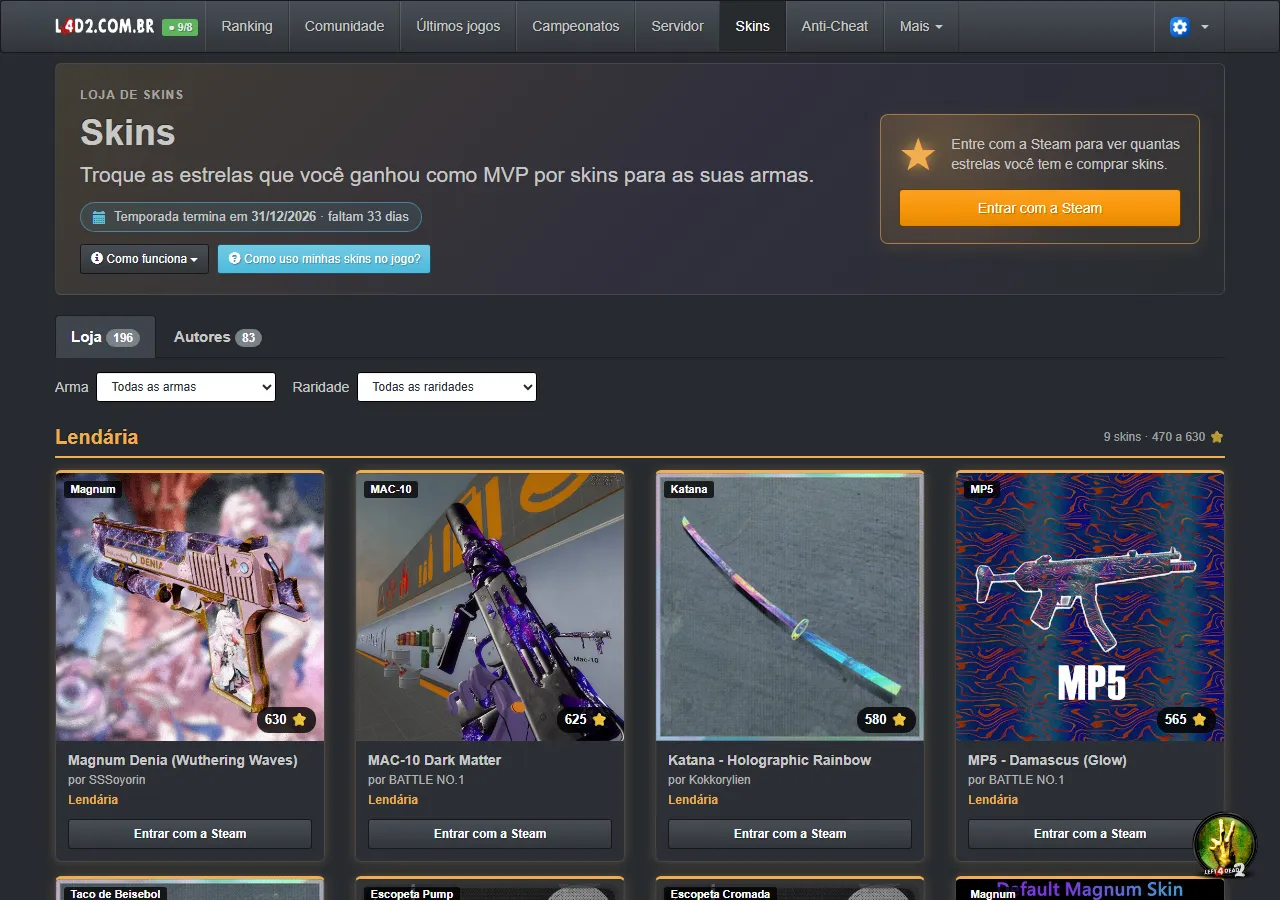 L4D2.COM.BR
9/8
Ranking
Comunidade
Últimos jogos
Campeonatos
Servidor
Skins
Anti-Cheat
Mais
LOJA DE SKINS
Skins
Troque as estrelas que você ganhou como MVP por skins para as suas armas.
Temporada termina em 31/12/2026 · faltam 33 dias
Como funciona
Como uso minhas skins no jogo?
Entre com a Steam para ver quantas
estrelas você tem e comprar skins.
Entrar com a Steam
Loja 196
Autores 83
Arma
Todas as armas
Raridade
Todas as raridades
Lendária
9 skins · 470 a 630
Magnum
DENIA
630
Magnum Denia (Wuthering Waves)
por SSSoyorin
Lendária
Entrar com a Steam
MAC-10
Mac-10
625
MAC-10 Dark Matter
por BATTLE NO.1
Lendária
Entrar com a Steam
Katana
580
Katana - Holographic Rainbow
por Kokkorylien
Lendária
Entrar com a Steam
MP5
MP5
565
MP5 - Damascus (Glow)
por BATTLE NO.1
Lendária
Entrar com a Steam
LEFT 4 DEAD 2
Taco de Beisebol
Escopeta Pump
Escopeta Cromada
Magnum
Default Magnum Skin